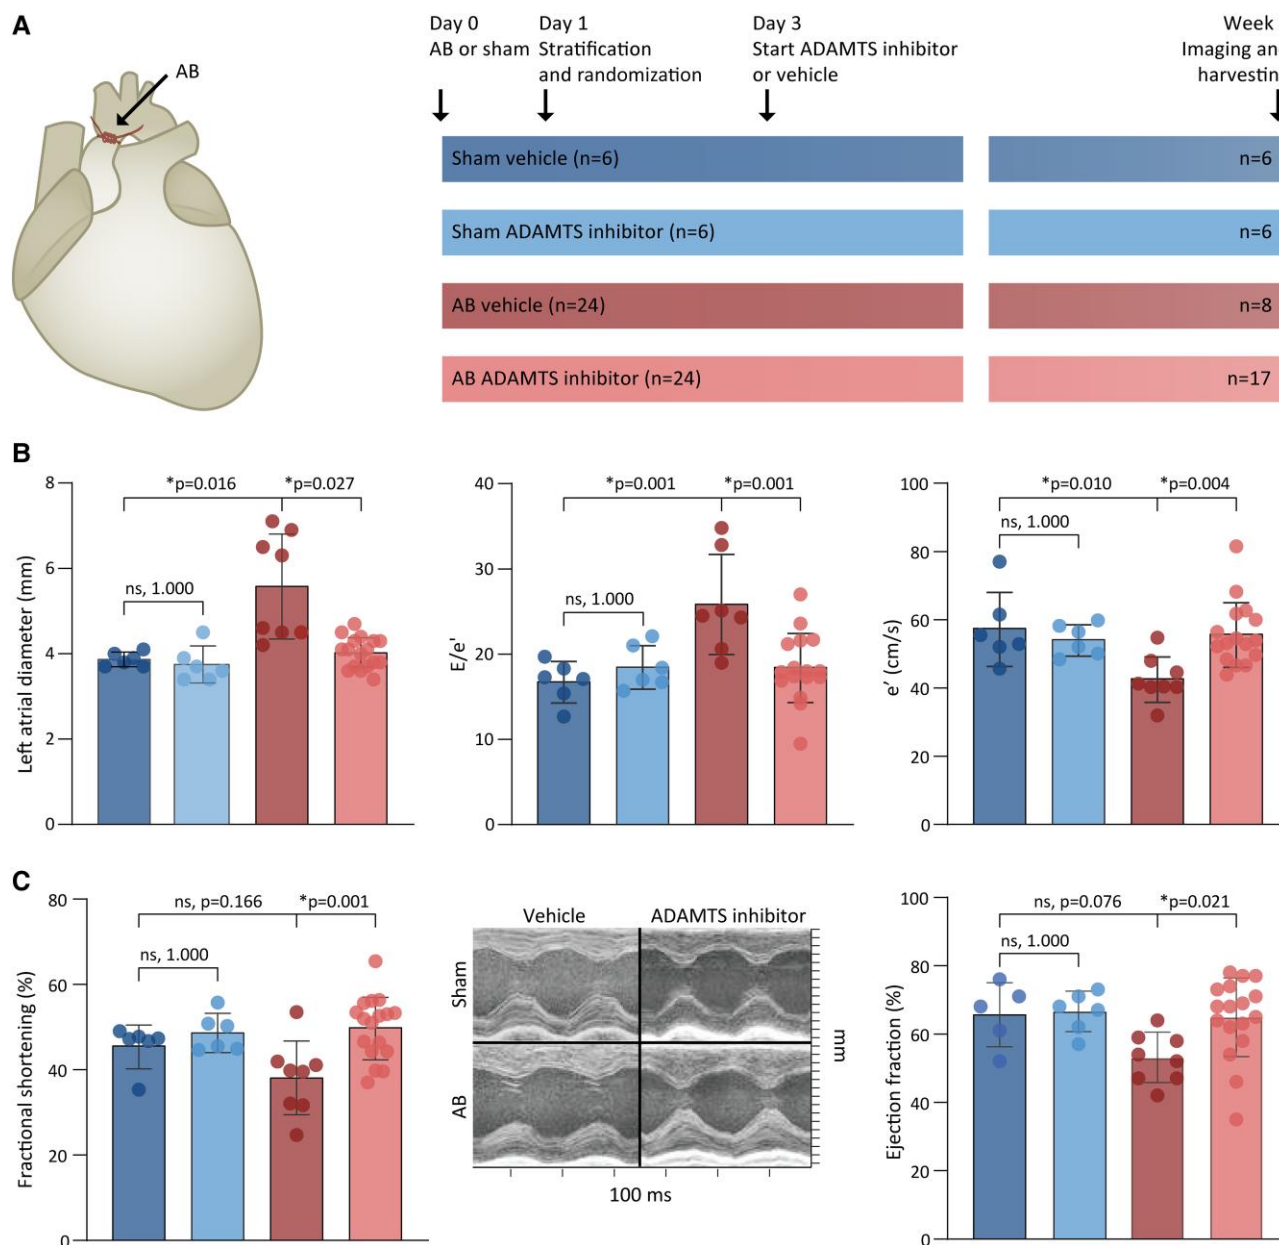 A
AB
Day 0
AB or sham
Day 1
Stratification
and randomization
Day 3
Start ADAMTS inhibitor
or vehicle
Week
Imaging an
harvestin
Sham vehicle (n=6)
n=6
Sham ADAMTS inhibitor (n=6)
n=6
AB vehicle (n=24)
n=8
AB ADAMTS inhibitor (n=24)
n=17
B
Left atrial diameter (mm)
8
6
4
2
0
*p=0.016
*p=0.027
ns, 1.000
E/e'
40
30
20
10
0
*p=0.001
*p=0.001
ns, 1.000
e’ (cm/s)
100
80
60
40
20
0
*p=0.010
*p=0.004
ns, 1.000
C
Fractional shortening (%)
80
60
40
20
0
ns, p=0.166
*p=0.001
ns, 1.000
Vehicle
ADAMTS inhibitor
Sham
AB
mm
100 ms
Ejection fraction (%)
100
80
60
40
20
0
ns, p=0.076
*p=0.021
ns, 1.000